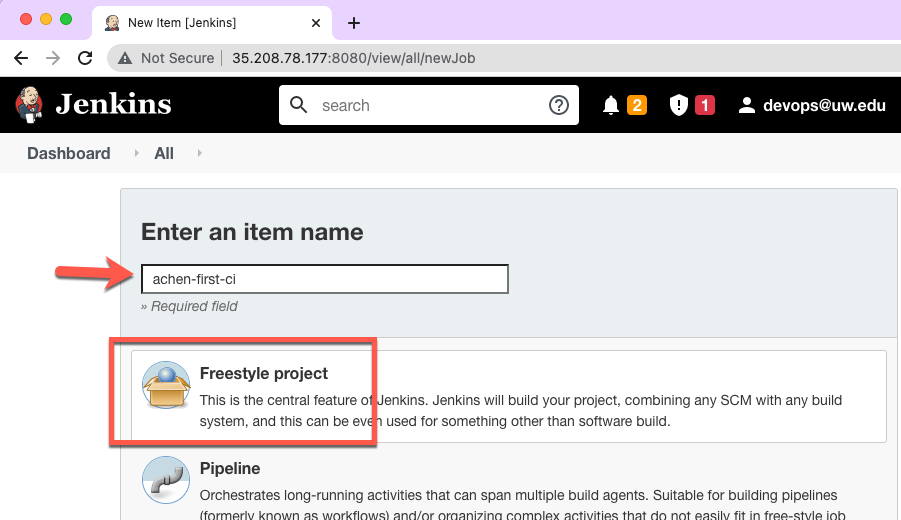 New Item [Jenkins]
Not Secure 35.208.78.177:8080/view/all/newJob
Jenkins search 2 1 devops@uw.edu
Dashboard All
Enter an item name
achen-first-ci
» Required field
Freestyle project
This is the central feature of Jenkins. Jenkins will build your project, combining any SCM with any build
system, and this can be even used for something other than software build.
Pipeline
Orchestrates long-running activities that can span multiple build agents. Suitable for building pipelines
(formerly known as workflows) and/or organizing complex activities that do not easily fit in free-style job